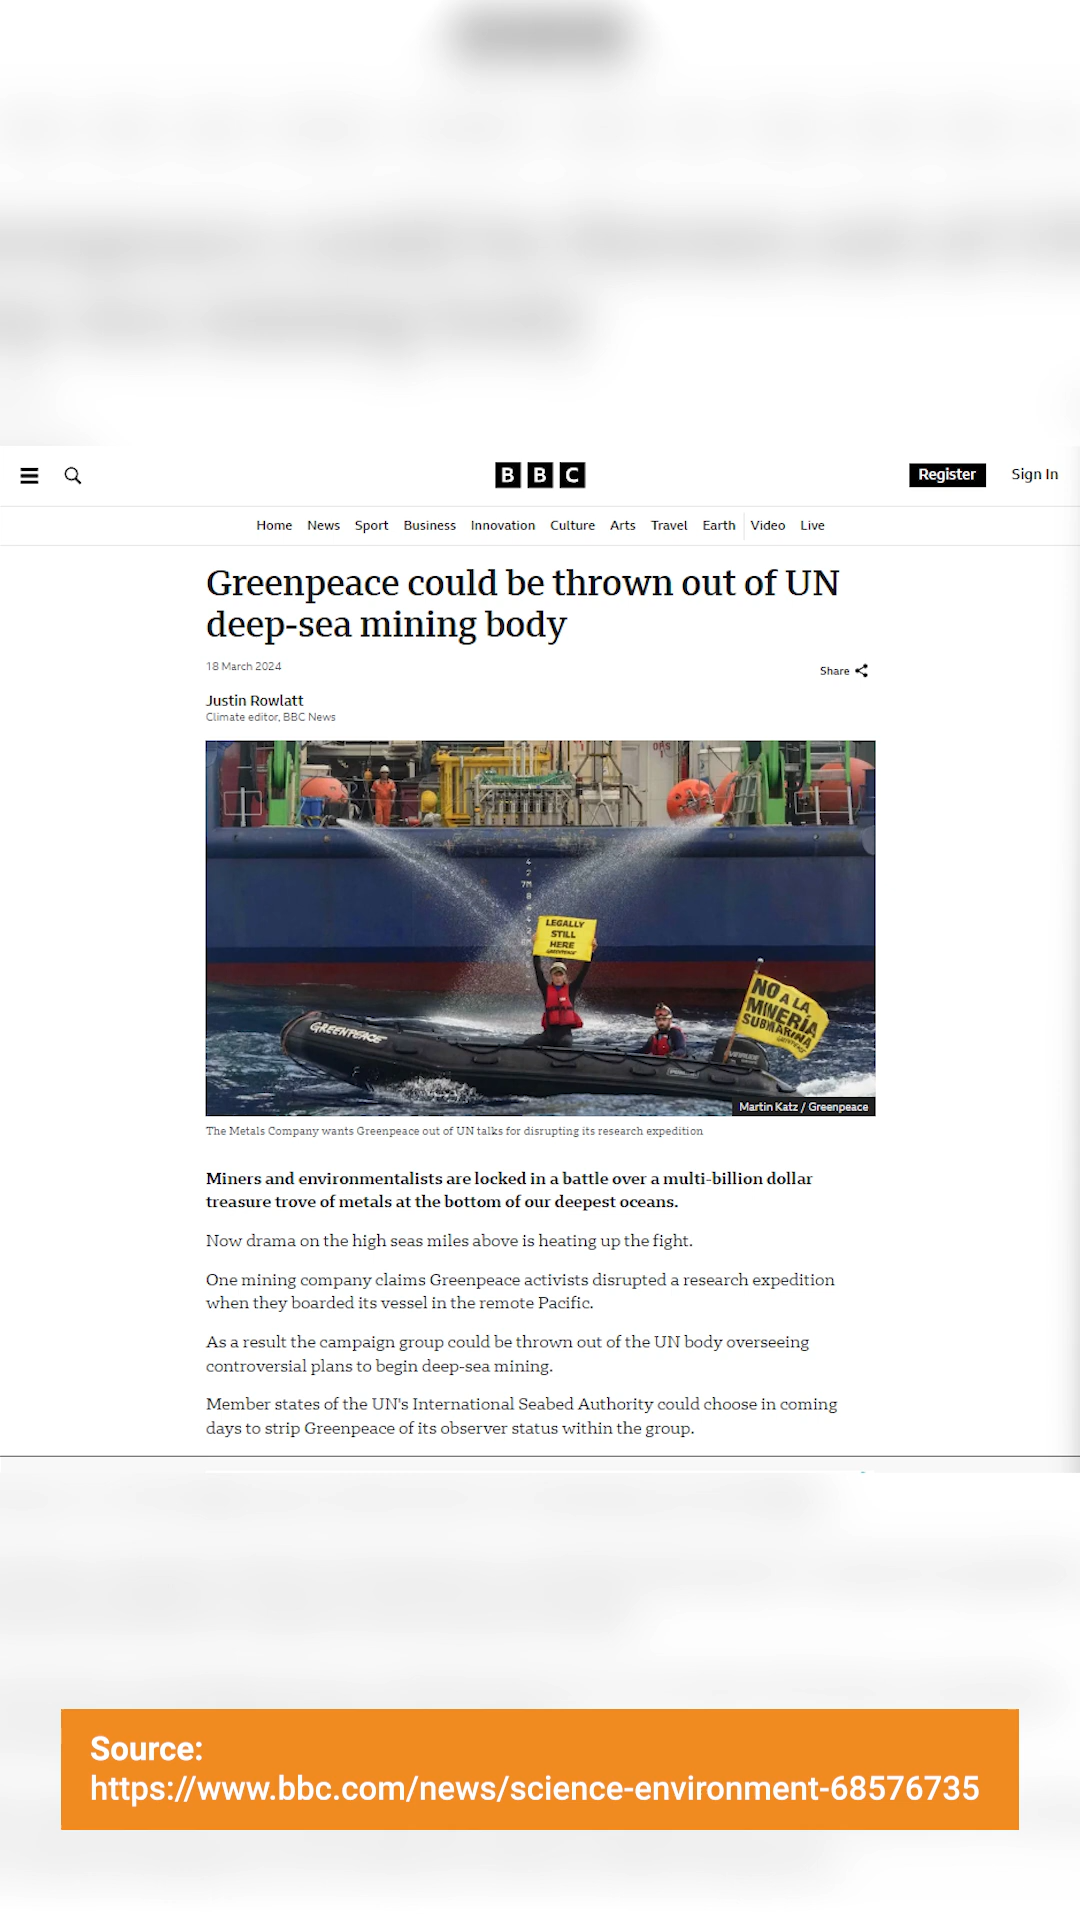 BBC
Register
Sign In
Home News Sport Business Innovation Culture Arts Travel Earth Video Live
Greenpeace could be thrown out of UN
deep-sea mining body
18 March 2024
Share
Justin Rowlatt
Climate editor, BBC News
OPS
4
2
7M
8
LEGALLY
STILL
HERE
GREENPEACE
NO A LA
MINERÍA
SUBMARINA
GREENPEACE
GREENPEACE
Martin Katz / Greenpeace
The Metals Company wants Greenpeace out of UN talks for disrupting its research expedition
Miners and environmentalists are locked in a battle over a multi-billion dollar
treasure trove of metals at the bottom of our deepest oceans.
Now drama on the high seas miles above is heating up the fight.
One mining company claims Greenpeace activists disrupted a research expedition
when they boarded its vessel in the remote Pacific.
As a result the campaign group could be thrown out of the UN body overseeing
controversial plans to begin deep-sea mining.
Member states of the UN's International Seabed Authority could choose in coming
days to strip Greenpeace of its observer status within the group.
Source:
https://www.bbc.com/news/science-environment-68576735